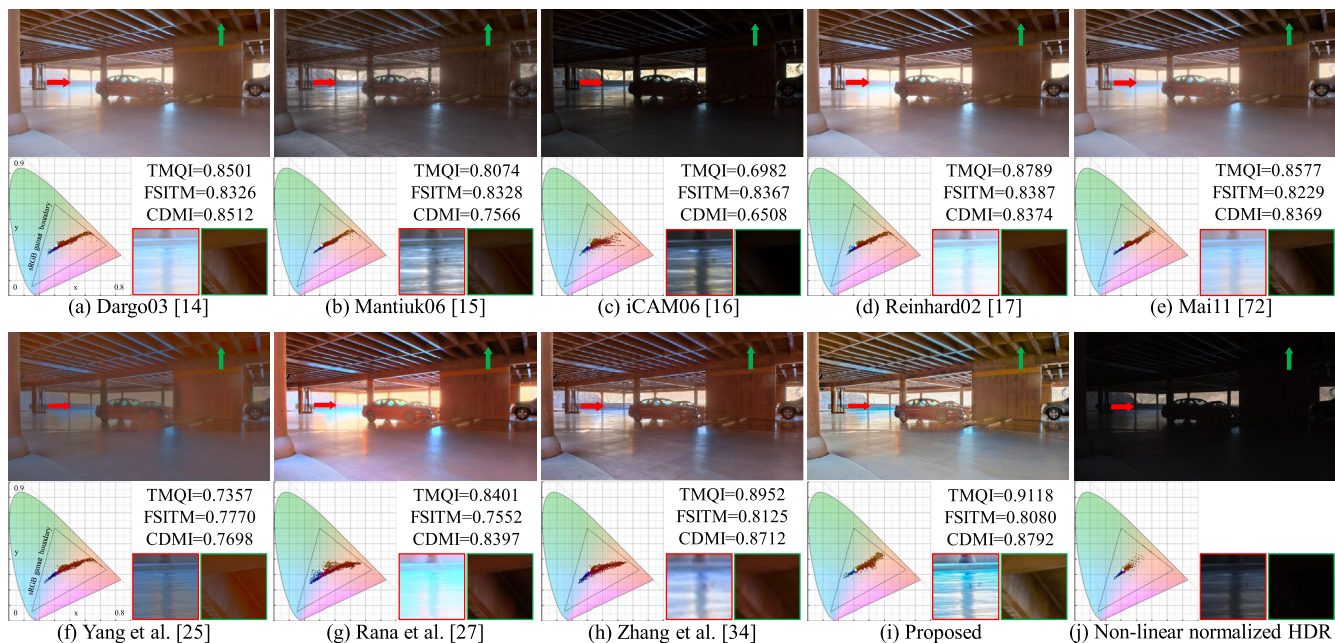 0.9
y
sRGB gamut boundary
0
x
0.8
TMQI=0.8501
FSITM=0.8326
CDMI=0.8512
(a) Dargo03 [14]
TMQI=0.8074
FSITM=0.8328
CDMI=0.7566
(b) Mantiuk06 [15]
TMQI=0.6982
FSITM=0.8367
CDMI=0.6508
(c) iCAM06 [16]
TMQI=0.8789
FSITM=0.8387
CDMI=0.8374
(d) Reinhard02 [17]
TMQI=0.8577
FSITM=0.8229
CDMI=0.8369
(e) Mai11 [72]
0.9
y
sRGB gamut boundary
0
x
0.8
TMQI=0.7357
FSITM=0.7770
CDMI=0.7698
(f) Yang et al. [25]
TMQI=0.8401
FSITM=0.7552
CDMI=0.8397
(g) Rana et al. [27]
TMQI=0.8952
FSITM=0.8125
CDMI=0.8712
(h) Zhang et al. [34]
TMQI=0.9118
FSITM=0.8080
CDMI=0.8792
(i) Proposed
(j) Non-linear normalized HDR